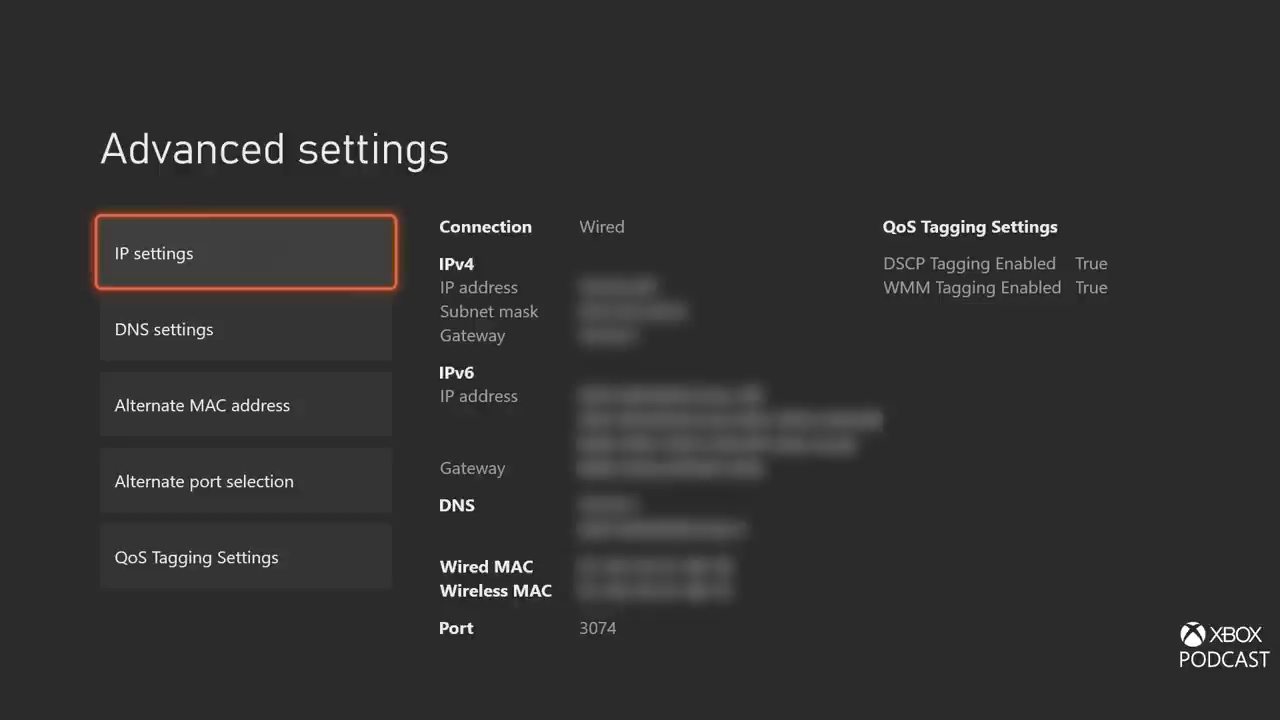 Advanced settings
IP settings
DNS settings
Alternate MAC address
Alternate port selection
QoS Tagging Settings
Connection Wired
IPv4
IP address
Subnet mask
Gateway
IPv6
IP address
Gateway
DNS
Wired MAC
Wireless MAC
Port 3074
QoS Tagging Settings
DSCP Tagging Enabled True
WMM Tagging Enabled True
XBOX
PODCAST